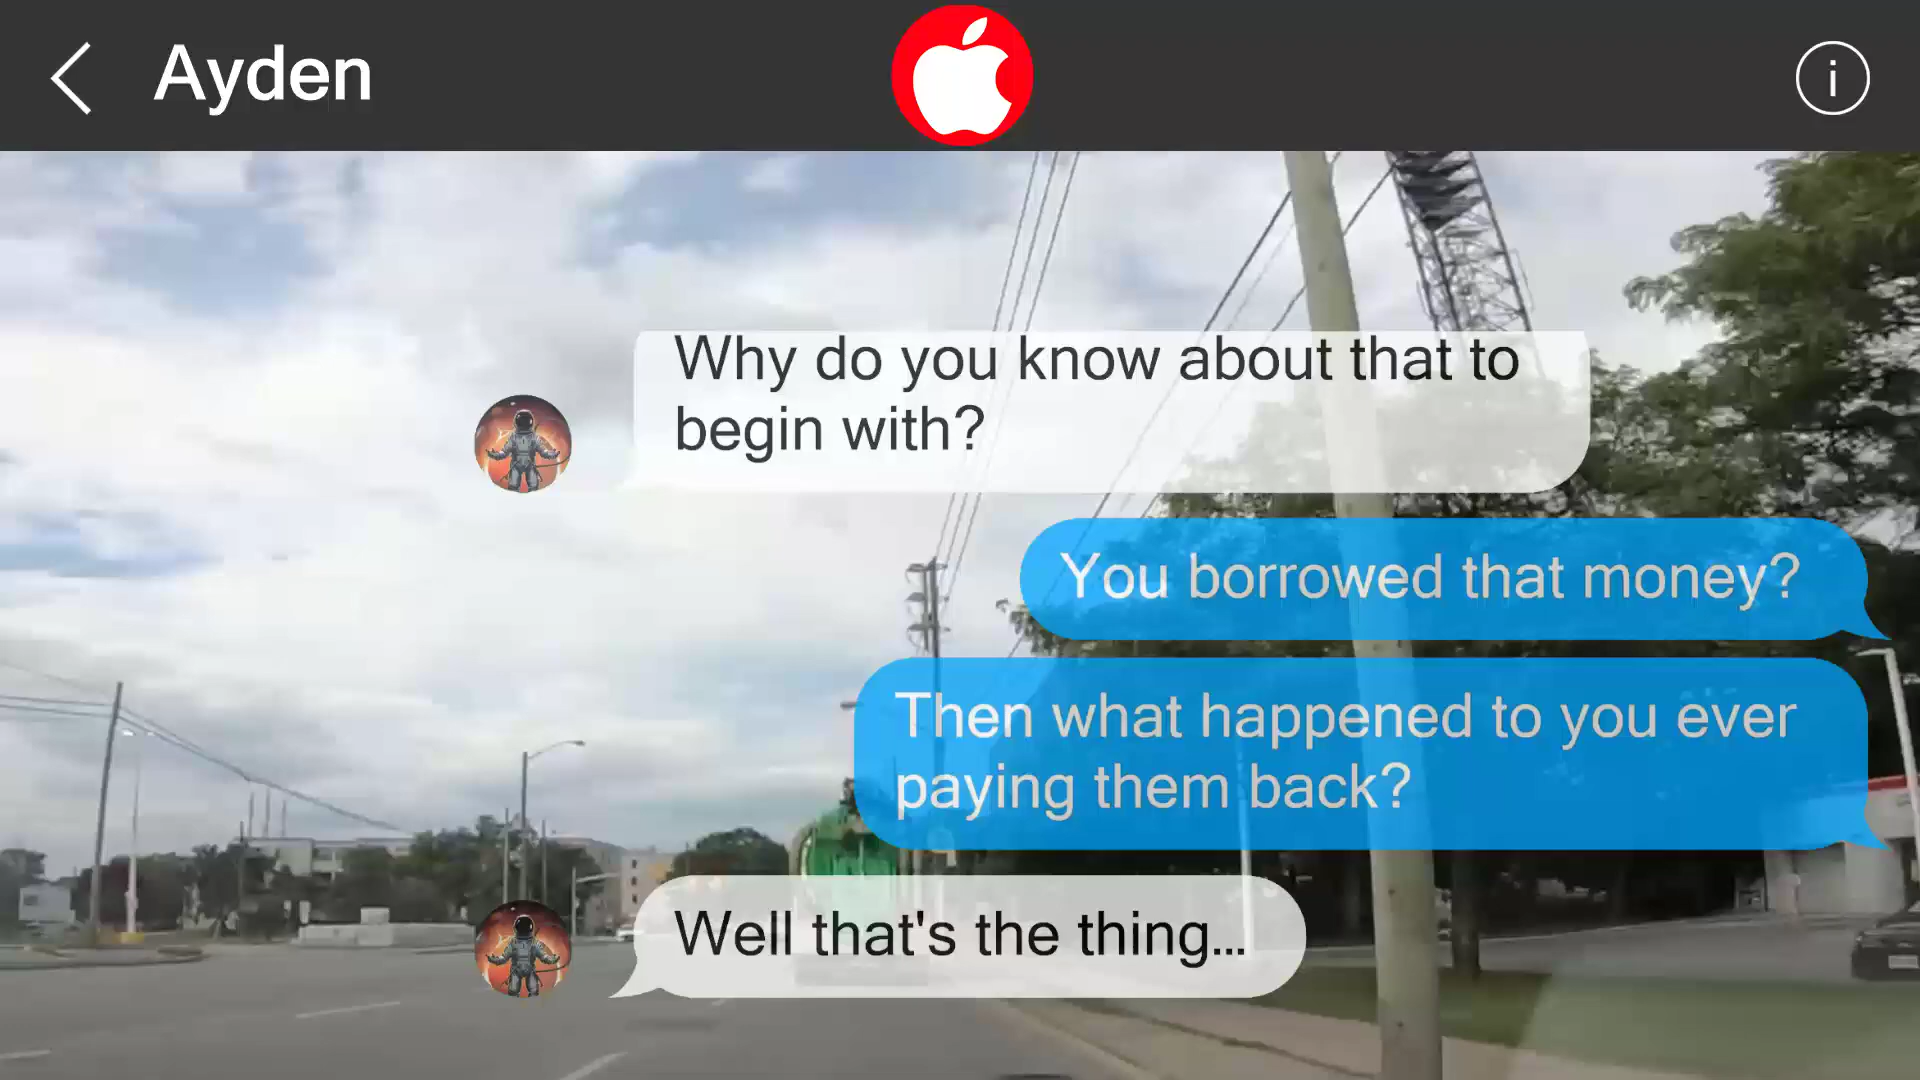 Ayden
Why do you know about that to
begin with?
You borrowed that money?
Then what happened to you ever
paying them back?
Well that's the thing...